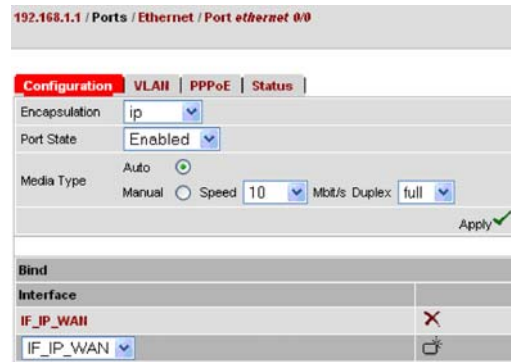 192.168.1.1 / Ports / Ethernet / Port ethernet 0/0
Configuration | VLAN | PPPoE | Status |
Encapsulation ip
Port State Enabled
Media Type
Auto
Manual Speed 10 Mbit/s Duplex full
Apply
Bind
Interface
IF_IP_WAN
IF_IP_WAN